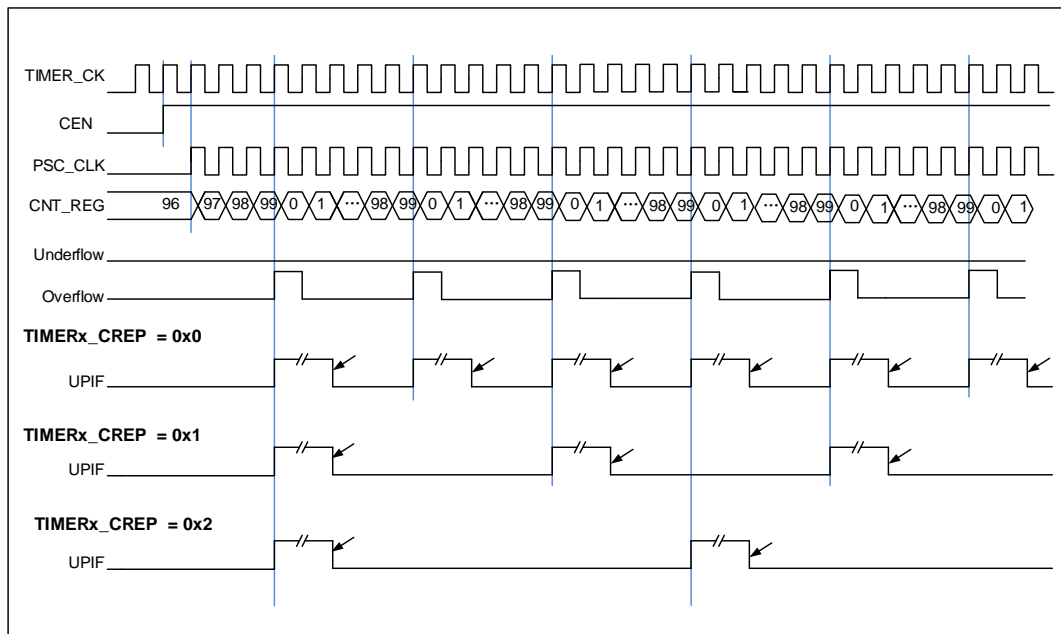 TIMER_CK
CEN
PSC_CLK
CNT_REG 96 97 98 99 0 1 ... 98 99 0 1 ... 98 99 0 1 ... 98 99 0 1 ... 98 99 0 1 ... 98 99 0 1
Underflow
Overflow
TIMERx_CREP = 0x0
UPIF
TIMERx_CREP = 0x1
UPIF
TIMERx_CREP = 0x2
UPIF